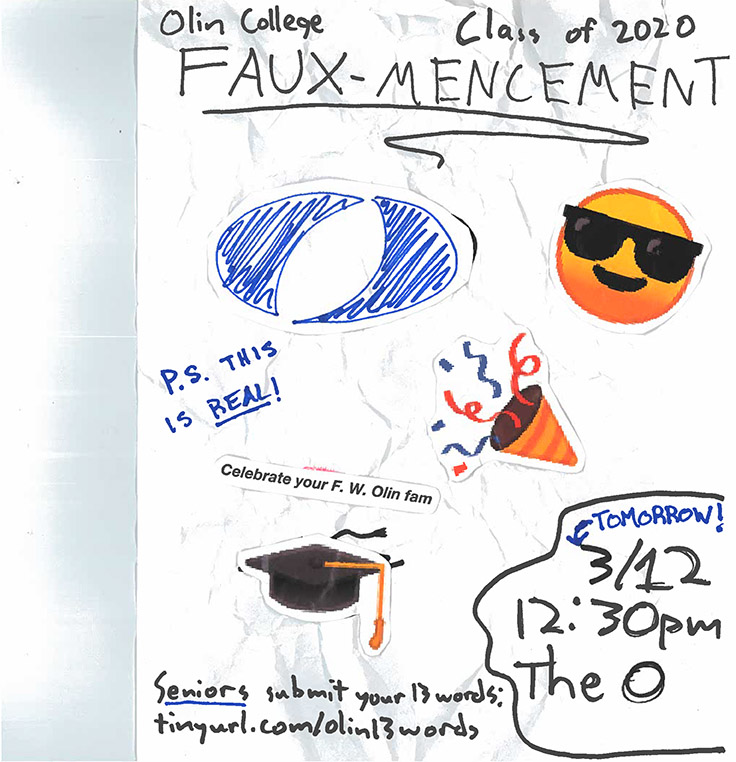 Olin College Class of 2020
FAUX-MENCEMENT
P.S. THIS
IS REAL!
Celebrate your F. W. Olin fam
TOMORROW!
3/12
12:30pm
The O
Seniors submit your 13 words:
tinyurl.com/olin13words